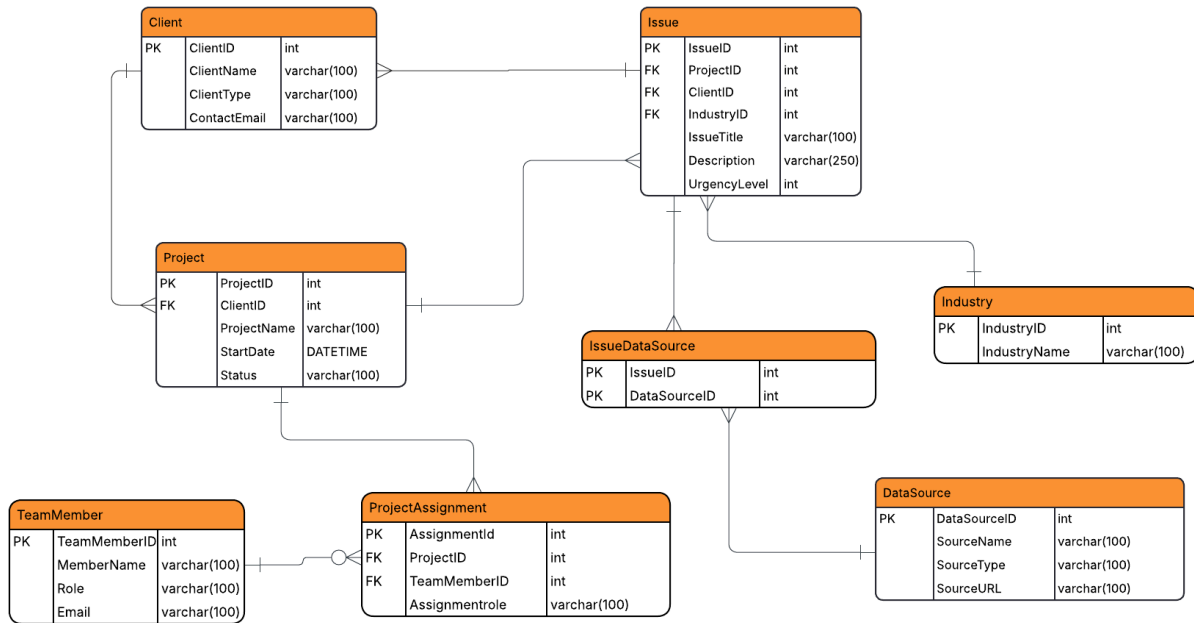 Client
PK ClientID int
ClientName varchar(100)
ClientType varchar(100)
ContactEmail varchar(100)
Issue
PK IssueID int
FK ProjectID int
FK ClientID int
FK IndustryID int
IssueTitle varchar(100)
Description varchar(250)
UrgencyLevel int
Project
PK ProjectID int
FK ClientID int
ProjectName varchar(100)
StartDate DATETIME
Status varchar(100)
Industry
PK IndustryID int
IndustryName varchar(100)
IssueDataSource
PK IssueID int
PK DataSourceID int
TeamMember
PK TeamMemberID int
MemberName varchar(100)
Role varchar(100)
Email varchar(100)
ProjectAssignment
PK AssignmentId int
FK ProjectID int
FK TeamMemberID int
Assignmentrole varchar(100)
DataSource
PK DataSourceID int
SourceName varchar(100)
SourceType varchar(100)
SourceURL varchar(100)